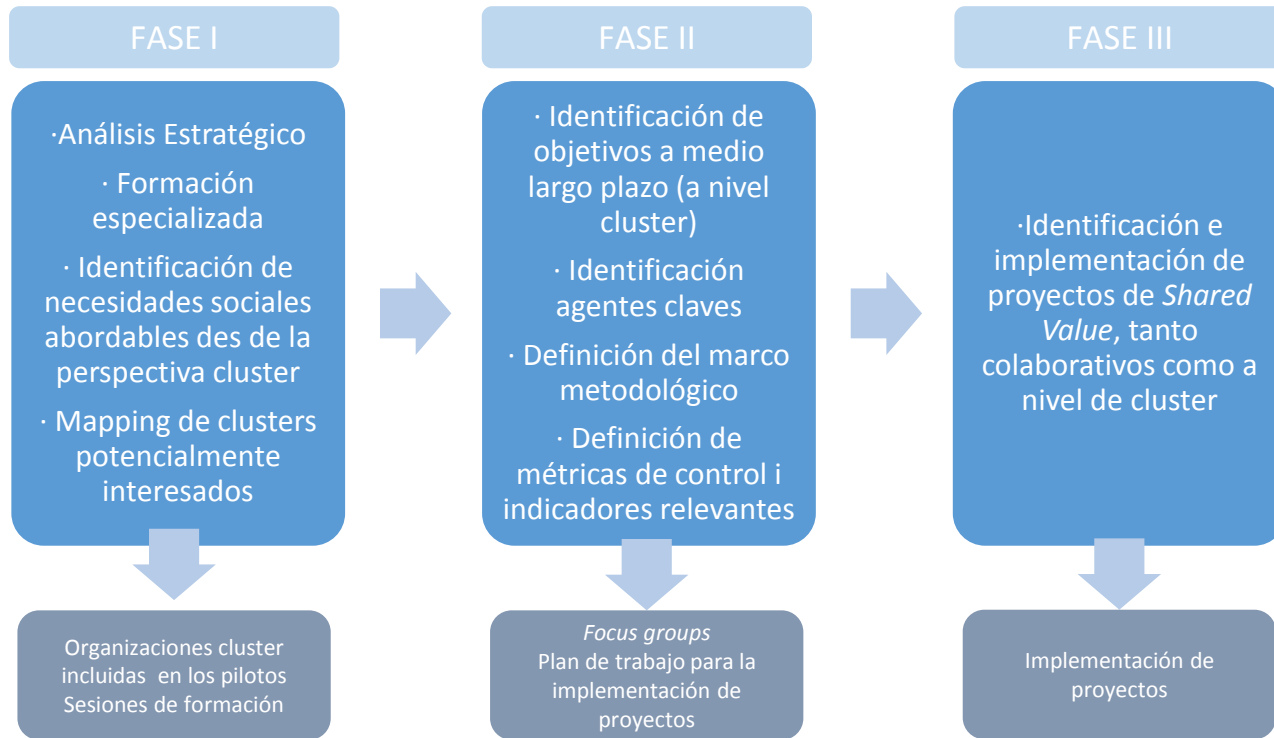 FASE I
·Análisis Estratégico
· Formación
especializada
· Identificación de
necesidades sociales
abordables des de la
perspectiva cluster
· Mapping de clusters
potencialmente
interesados
Organizaciones cluster
incluidas en los pilotos
Sesiones de formación
FASE II
· Identificación de
objetivos a medio
largo plazo (a nivel
cluster)
· Identificación
agentes claves
· Definición del marco
metodológico
· Definición de
métricas de control i
indicadores relevantes
Focus groups
Plan de trabajo para la
implementación de
proyectos
FASE III
·Identificación e
implementación de
proyectos de Shared
Value, tanto
colaborativos como a
nivel de cluster
Implementación de
proyectos